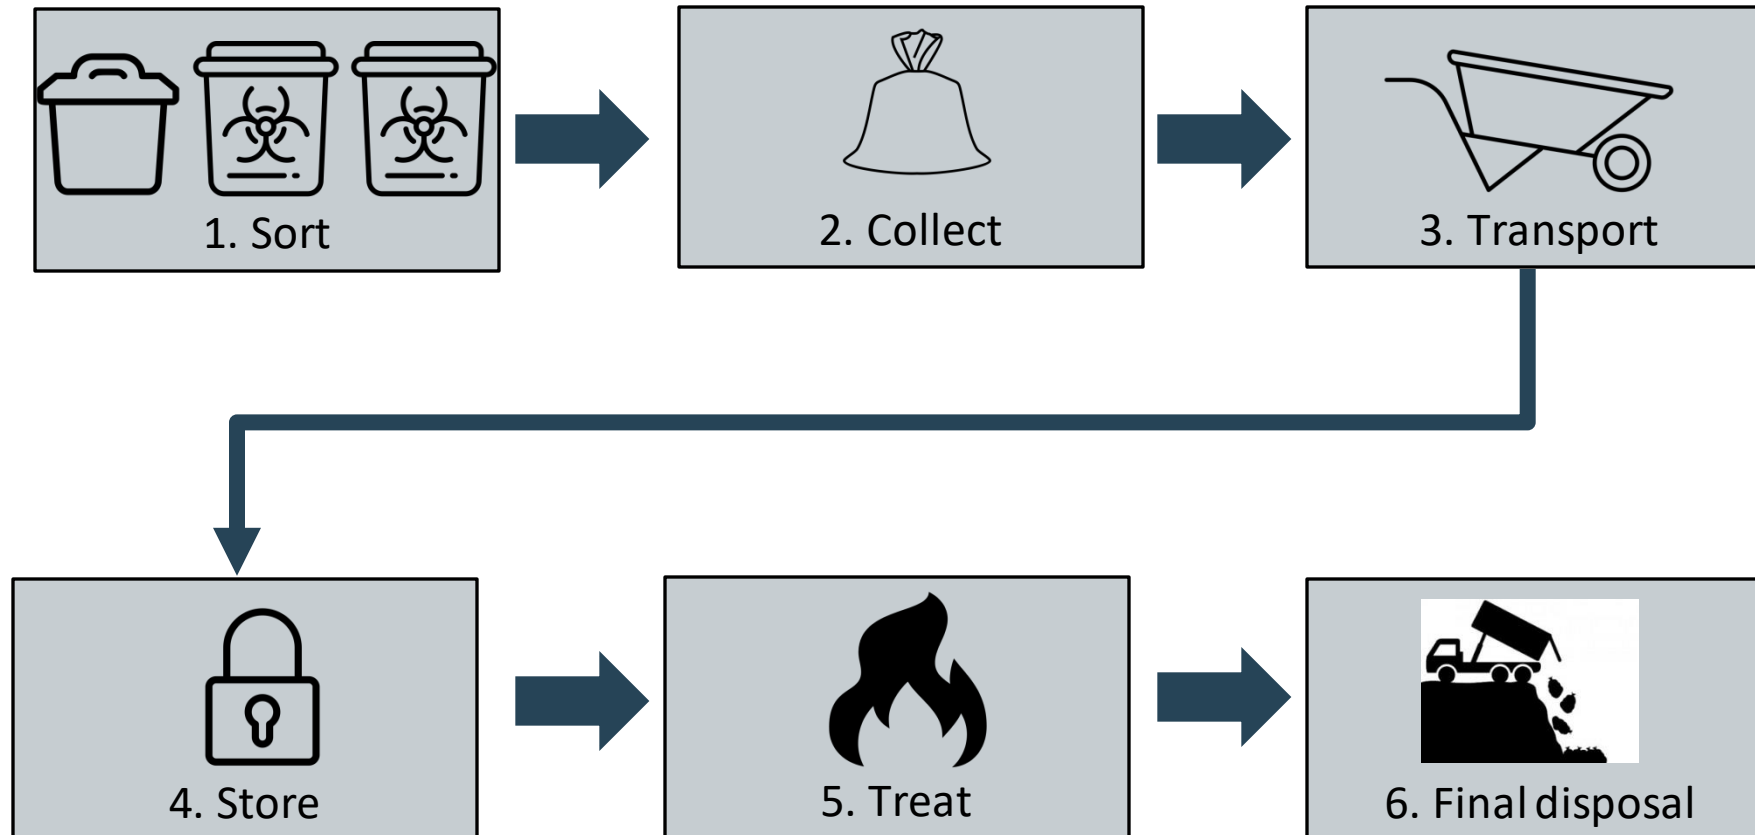 1. Sort
2. Collect
3. Transport
4. Store
5. Treat
6. Final disposal